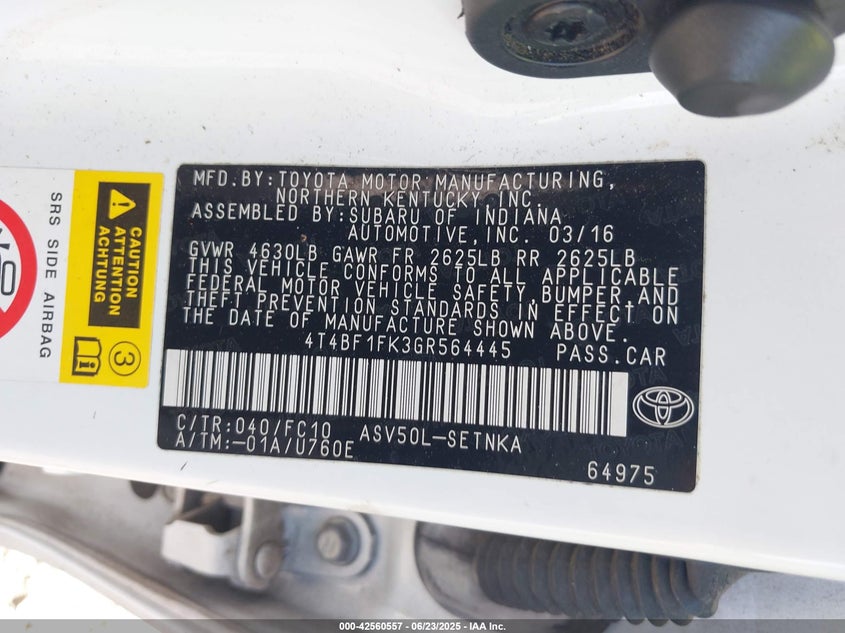 MFD.BY:TOYOTA MOTOR MANUFACTURING,
NORTHERN KENTUCKY,INC.
ASSEMBLED BY:SUBARU OF INDIANA
AUTOMOTIVE,INC. 03/16
GVWR 4630LB GAWR FR 2625LB RR 2625LB
THIS VEHICLE CONFORMS TO ALL APPLICABLE
FEDERAL MOTOR VEHICLE SAFETY,BUMPER,AND
THEFT PREVENTION STANDARDS IN EFFECT ON
THE DATE OF MANUFACTURE SHOWN ABOVE.
4T4BF1FK3GR564445 PASS.CAR
C/TR:040/FC10 ASV50L-SETNKA
A/TM:-01A/U760E
64975
SRS SIDE AIRBAG
CAUTION
ATTENTION
ACHTUNG
3
000-42560557 - 06/23/2025 - IAA Inc.